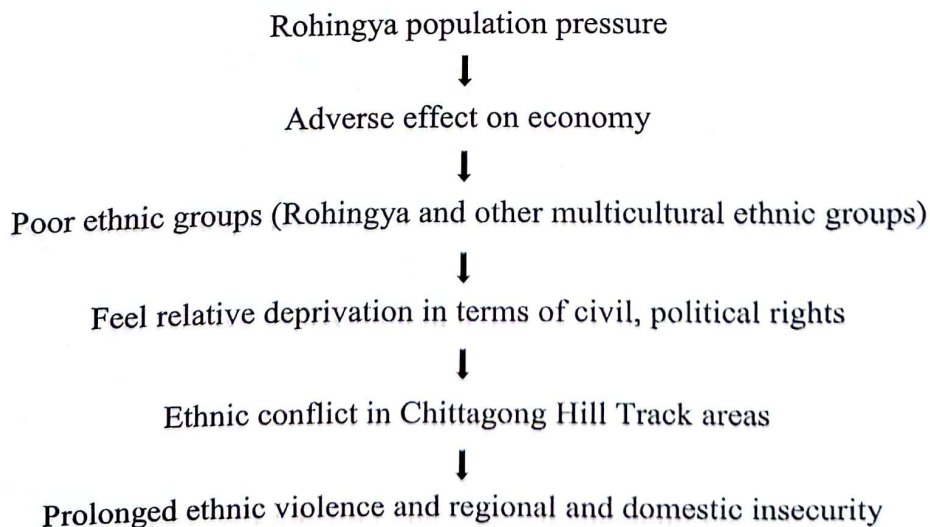 Rohingya population pressure
Adverse effect on economy
Poor ethnic groups (Rohingya and other multicultural ethnic groups)
Feel relative deprivation in terms of civil, political rights
Ethnic conflict in Chittagong Hill Track areas
Prolonged ethnic violence and regional and domestic insecurity